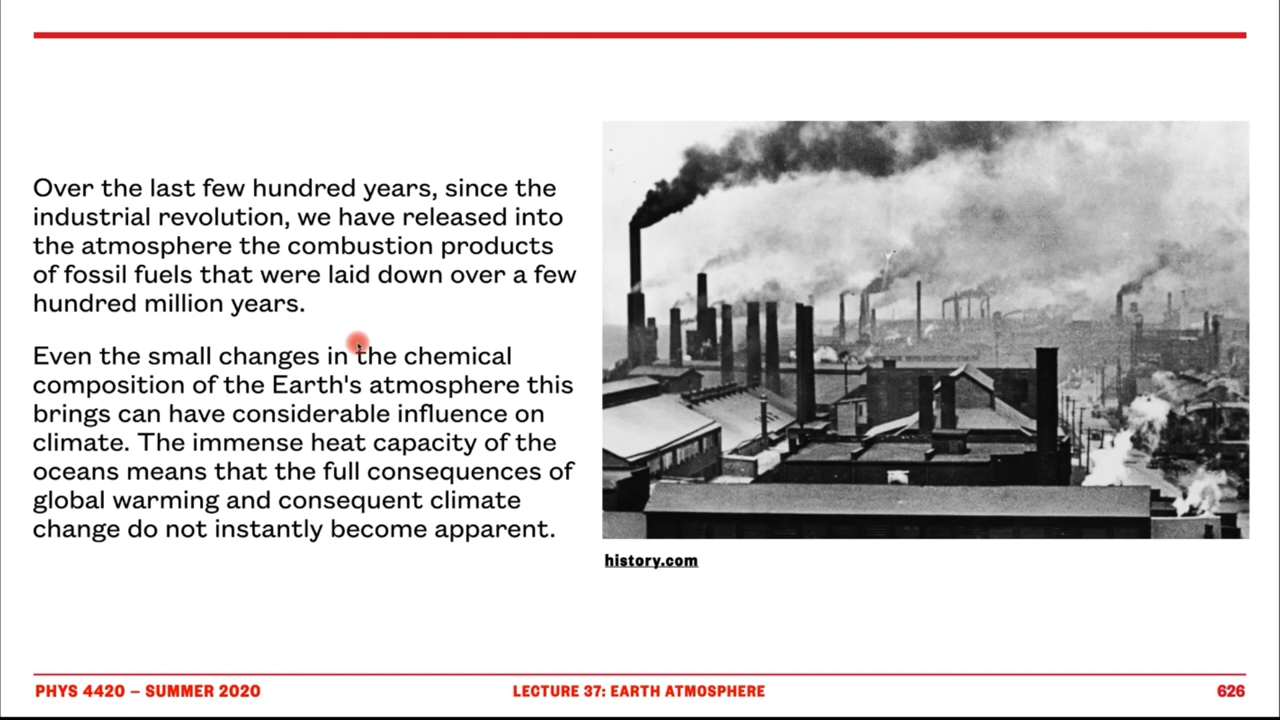 Over the last few hundred years, since the
industrial revolution, we have released into
the atmosphere the combustion products
of fossil fuels that were laid down over a few
hundred million years.
Even the small changes in the chemical
composition of the Earth's atmosphere this
brings can have considerable influence on
climate. The immense heat capacity of the
oceans means that the full consequences of
global warming and consequent climate
change do not instantly become apparent.
history.com
PHYS 4420 – SUMMER 2020
LECTURE 37: EARTH ATMOSPHERE
626